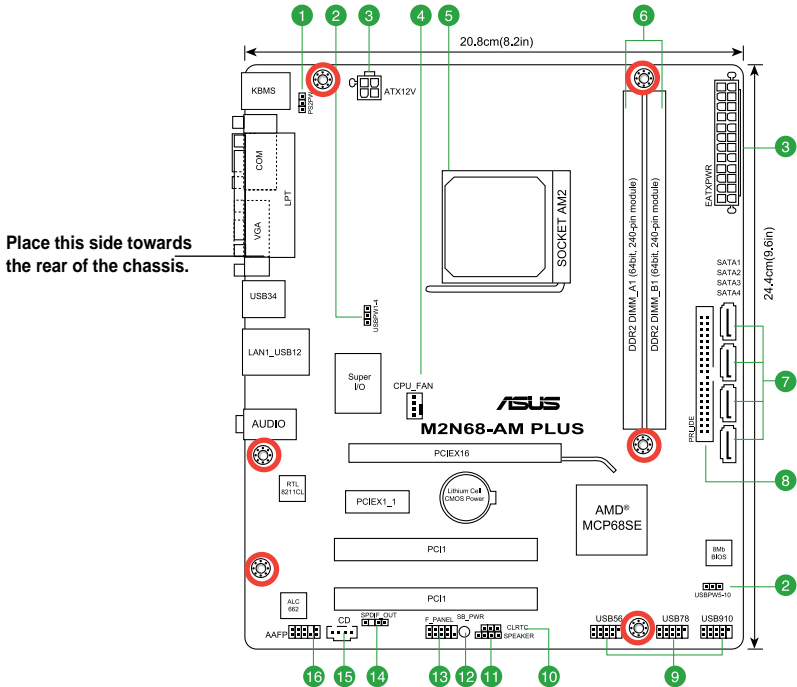 1
2
3
4
5
6
20.8cm(8.2in)
KBMS
PS2PW
ATX12V
COM
LPT
VGA
SOCKET AM2
DDR2 DIMM_A1 (64bit, 240-pin module)
DDR2 DIMM_B1 (64bit, 240-pin module)
EATXPWR
3
24.4cm(9.6in)
Place this side towards
the rear of the chassis.
SATA1
SATA2
SATA3
SATA4
USB34
USBPW1-4
LAN1_USB12
Super
I/O
CPU_FAN
7
ASUS
AUDIO
M2N68-AM PLUS
PRI_IDE
PCIEX16
8
RTL
8211CL
PCIEX1_1
Lithium Cell
CMOS Power
AMD®
MCP68SE
PCI1
8Mb
BIOS
2
USBPW5-10
PCI1
ALC
662
AAFP
CD
SPDIF_OUT
F_PANEL
SB_PWR
CLRTC
SPEAKER
USB56
USB78
USB910
16
15
14
13
12
11
10
9